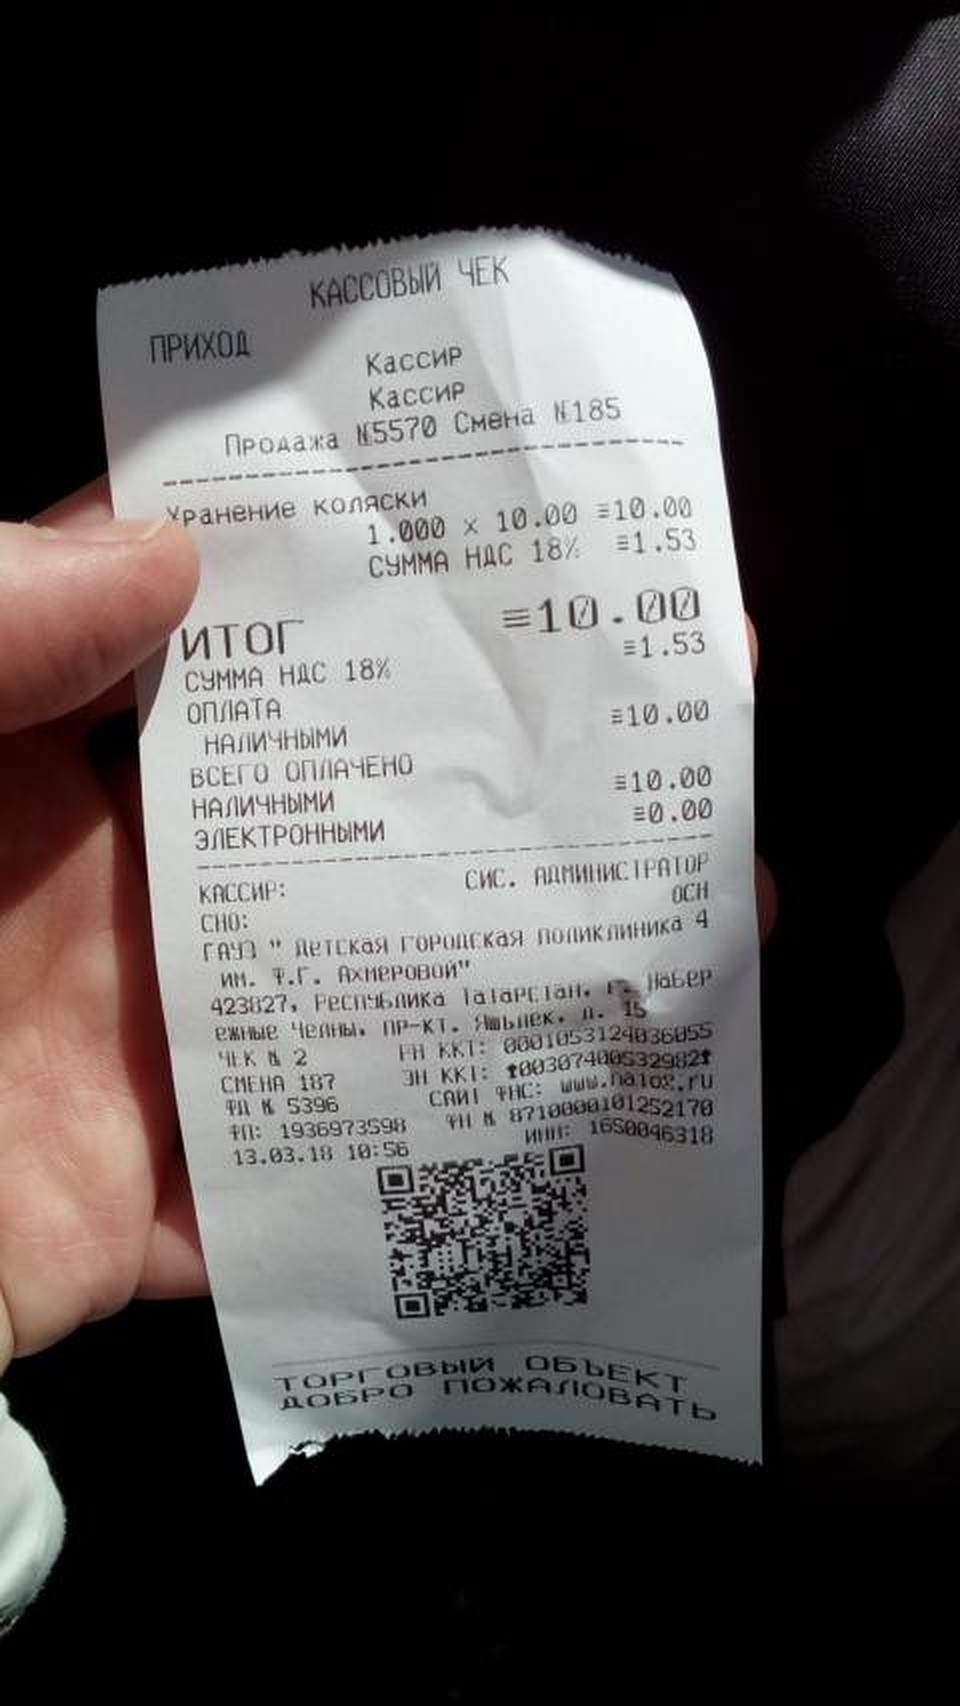 КАССОВЫЙ ЧЕК
ПРИХОД
Кассир
Кассир
Продажа №5570 Смена №185
Хранение коляски
1.000 x 10.00 ≡10.00
СУММА НДС 18% ≡1.53
ИТОГ ≡10.00
СУММА НДС 18% ≡1.53
ОПЛАТА
НАЛИЧНЫМИ ≡10.00
ВСЕГО ОПЛАЧЕНО
НАЛИЧНЫМИ ≡10.00
ЭЛЕКТРОННЫМИ ≡0.00
КАССИР: СИС. АДМИНИСТРАТОР
СНО: ОСН
ГАУЗ " Детская городская поликлиника 4
им. Ф.Г. Ахмеровой"
423827, Республика Татарстан, г. Набер
ежные Челны, пр-кт. Яшьлек, д. 15
ЧЕК № 2 РН ККТ: 0001053124036055
СМЕНА 187 ЗН ККТ: ↑00307400532982↑
ФД № 5396 САЙТ ФНС: www.nalog.ru
ФП: 1936973598 ФН № 8710000101252170
13.03.18 10:56 ИНН: 1650046318
ТОРГОВЫЙ ОБЪЕКТ
ДОБРО ПОЖАЛОВАТЬ